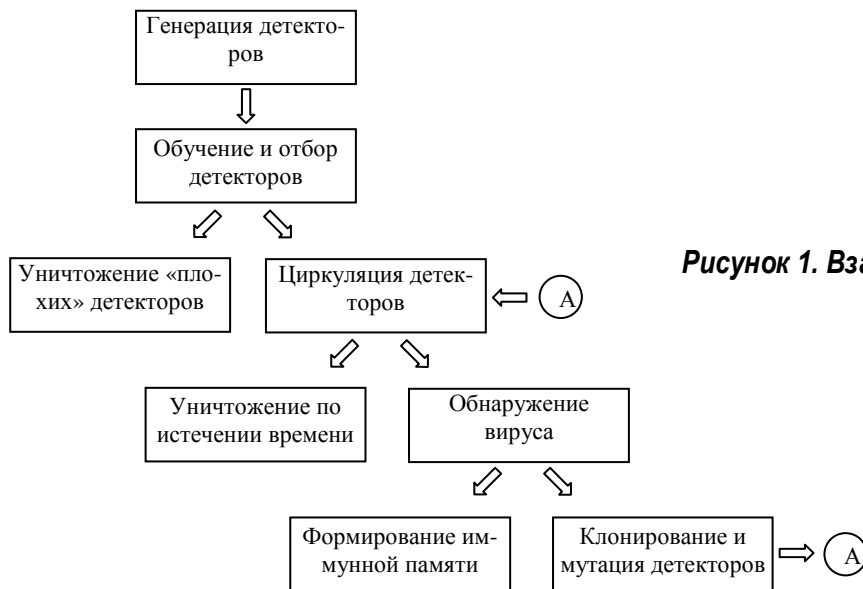 Генерация детекто-
ров
Обучение и отбор
детекторов
Уничтожение «пло-
хих» детекторов
Циркуляция детек-
торов
А
Рисунок 1. Вза
Уничтожение по
истечении времени
Обнаружение
вируса
Формирование им-
мунной памяти
Клонирование и
мутация детекторов
А